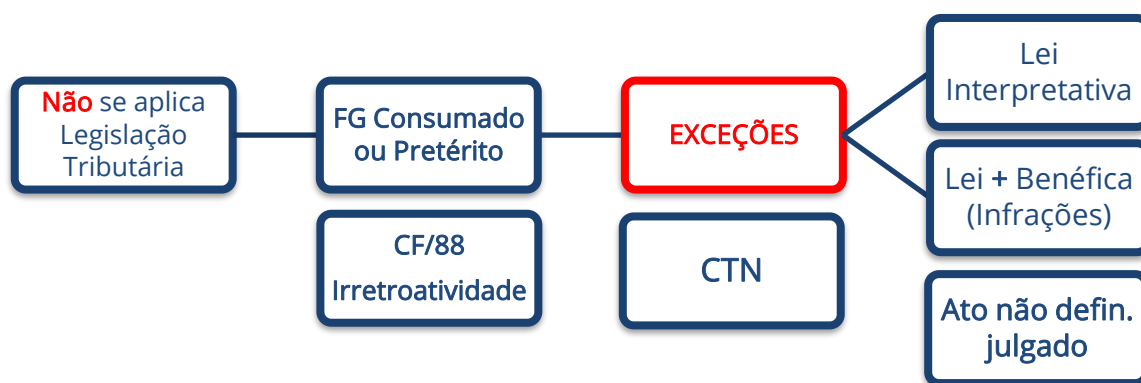 Não se aplica
Legislação
Tributária
FG Consumado
ou Pretérito
CF/88
Irretroatividade
EXCEÇÕES
CTN
Lei
Interpretativa
Lei + Benéfica
(Infrações)
Ato não defin.
julgado